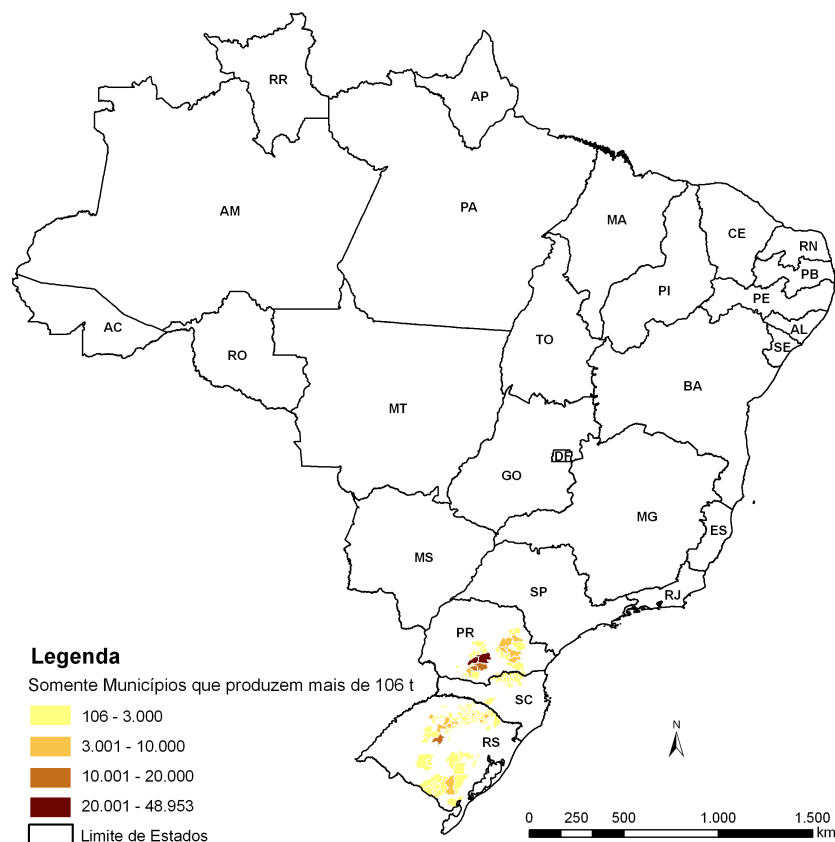 RR
AP
AM
PA
MA
CE
RN
PB
PI
PE
AL
SE
AC
RO
TO
BA
MT
GO
DF
MG
ES
MS
SP
RJ
PR
SC
RS
N
Legenda
Somente Municípios que produzem mais de 106 t
106 - 3.000
3.001 - 10.000
10.001 - 20.000
20.001 - 48.953
Limite de Estados
0 250 500 1.000 1.500
km